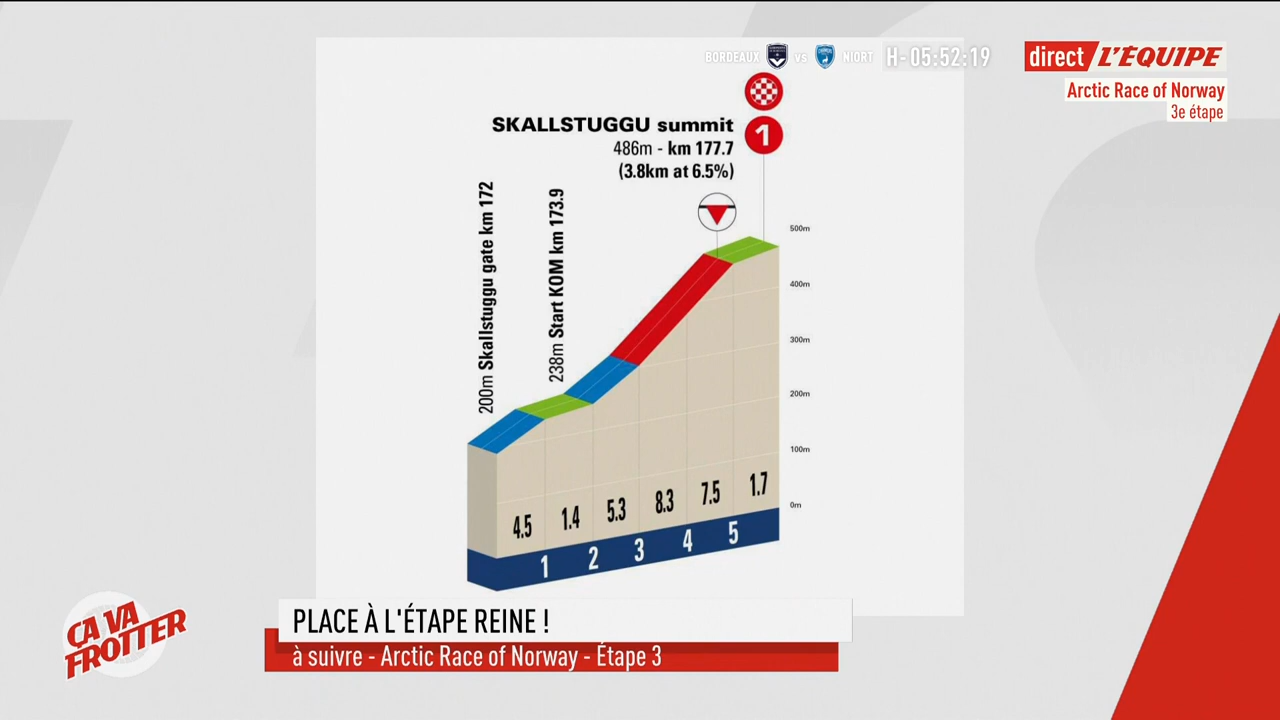 BORDEAUX vs NIORT H-05:52:19
direct L'ÉQUIPE
Arctic Race of Norway
3e étape
SKALLSTUGGU summit
1
486m - km 177.7
(3.8km at 6.5%)
200m Skallstuggu gate km 172
238m Start KOM km 173.9
500m
400m
300m
200m
100m
0m
4.5 1.4 5.3 8.3 7.5 1.7
1 2 3 4 5
ÇA VA
FROTTER
PLACE À L'ÉTAPE REINE !
à suivre - Arctic Race of Norway - Étape 3